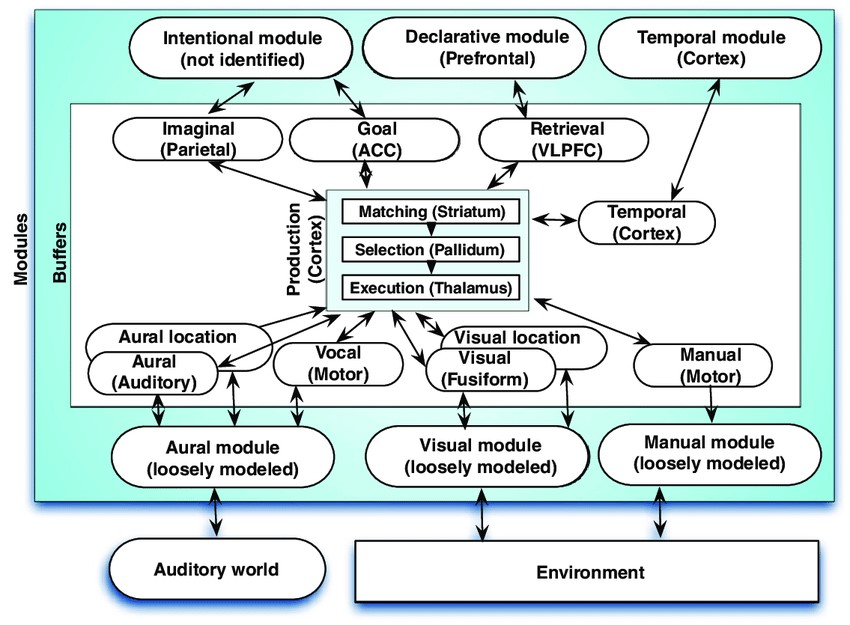 Intentional module
(not identified)
Declarative module
(Prefrontal)
Temporal module
(Cortex)
Modules
Buffers
Imaginal
(Parietal)
Goal
(ACC)
Retrieval
(VLPFC)
Production
(Cortex)
Matching (Striatum)
Selection (Pallidum)
Execution (Thalamus)
Temporal
(Cortex)
Aural location
Aural
(Auditory)
Vocal
(Motor)
Visual location
Visual
(Fusiform)
Manual
(Motor)
Aural module
(loosely modeled)
Visual module
(loosely modeled)
Manual module
(loosely modeled)
Auditory world
Environment